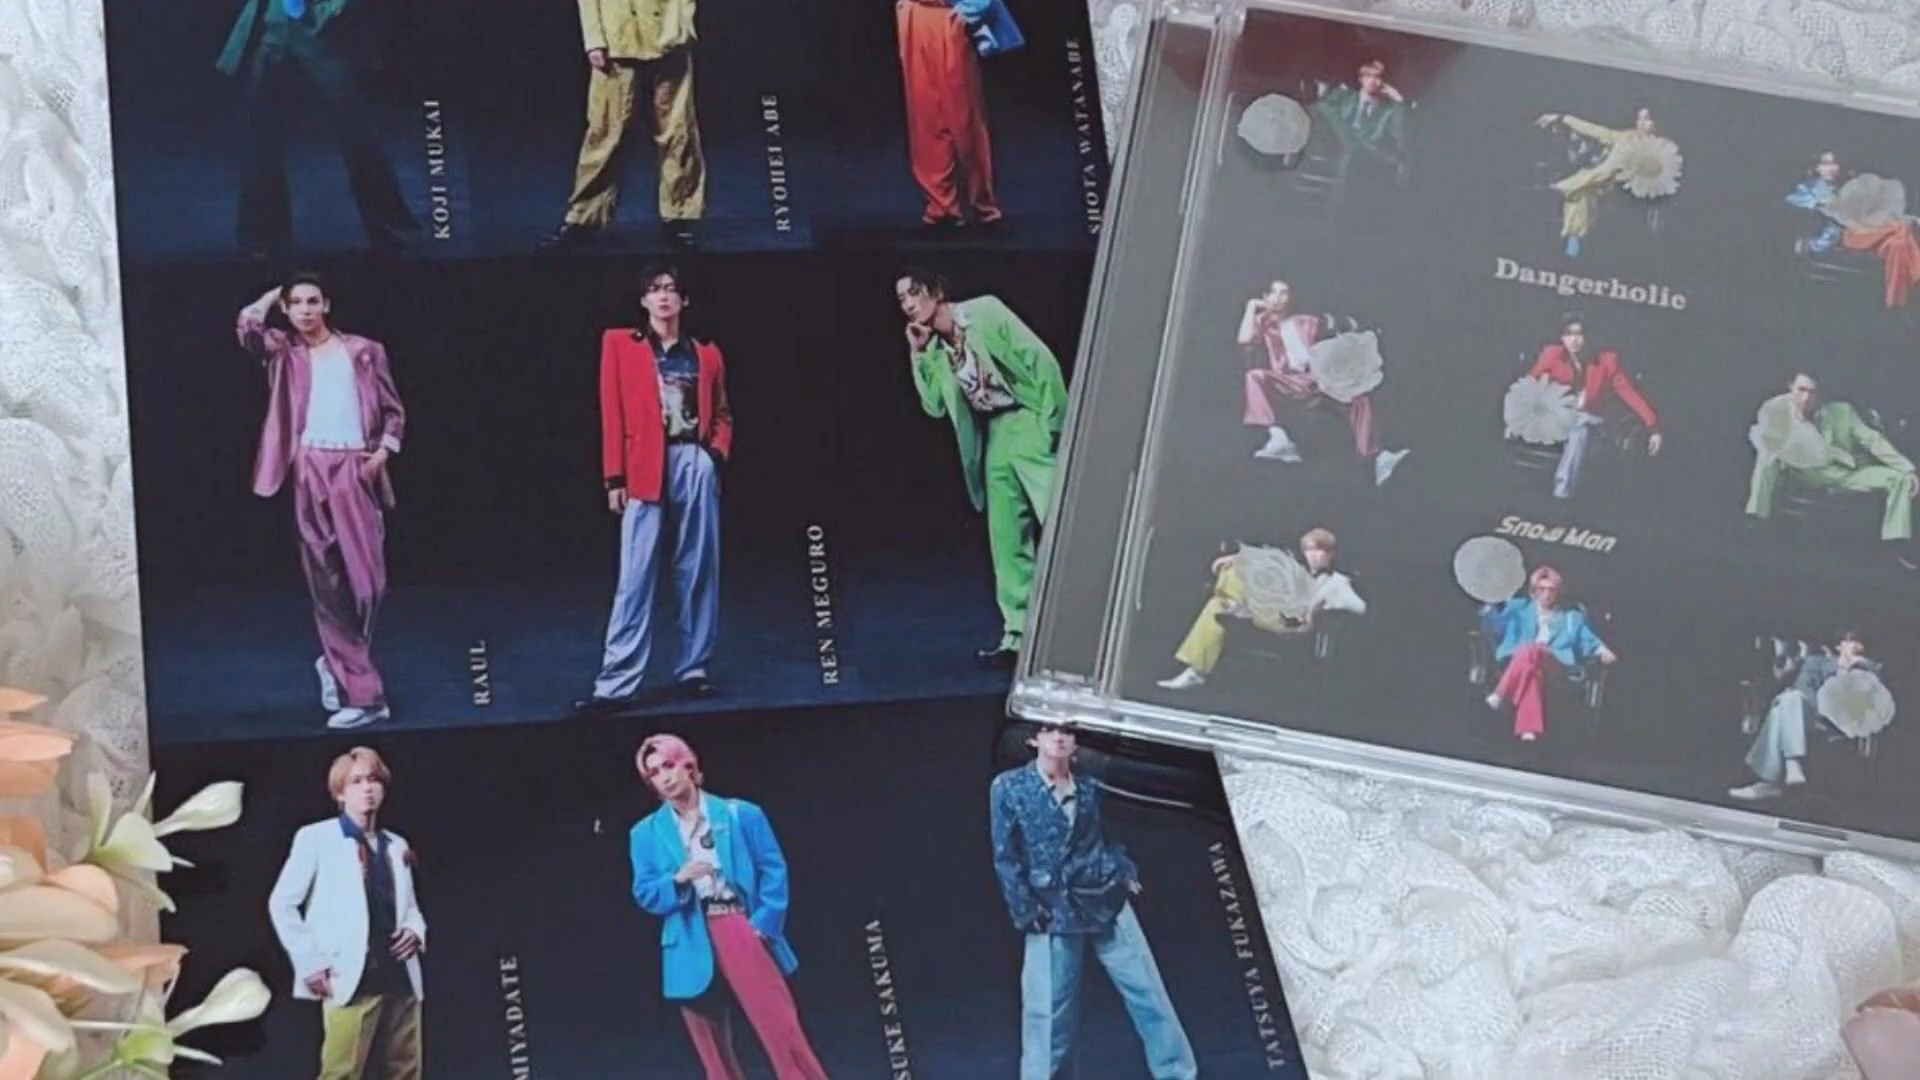 KOJI MUKAI
RYOHEI ABE
SHOTA WATANABE
RAUL
REN MEGURO
MIYADATE
SUKE SAKUMA
TATSUYA FUKAZAWA
Dangerholic
Snow Man